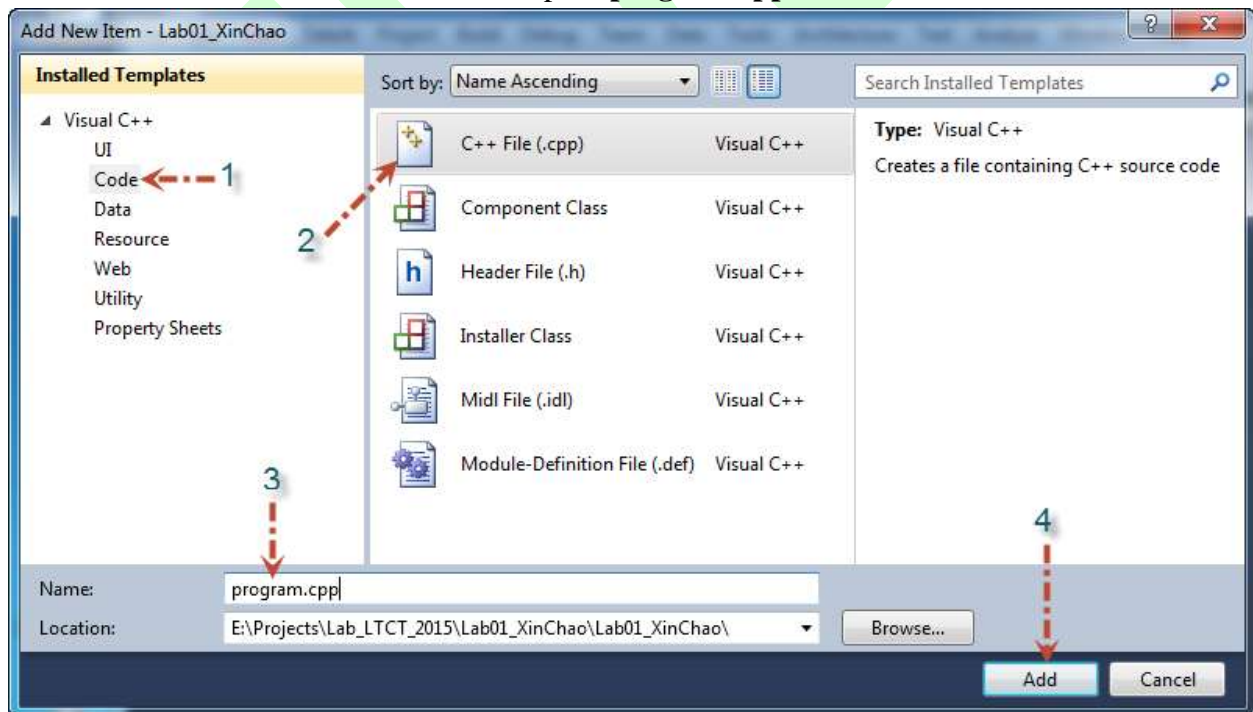 Add New Item - Lab01_XinChao
Installed Templates
Visual C++
UI
Code
1
Data
Resource
Web
Utility
Property Sheets
Sort by: Name Ascending
2
C++ File (.cpp) Visual C++
Component Class Visual C++
Header File (.h) Visual C++
Installer Class Visual C++
Midl File (.idl) Visual C++
Module-Definition File (.def) Visual C++
Search Installed Templates
Type: Visual C++
Creates a file containing C++ source code
3
4
Name: program.cpp
Location: E:\Projects\Lab_LTCT_2015\Lab01_XinChao\Lab01_XinChao\ Browse...
Add Cancel